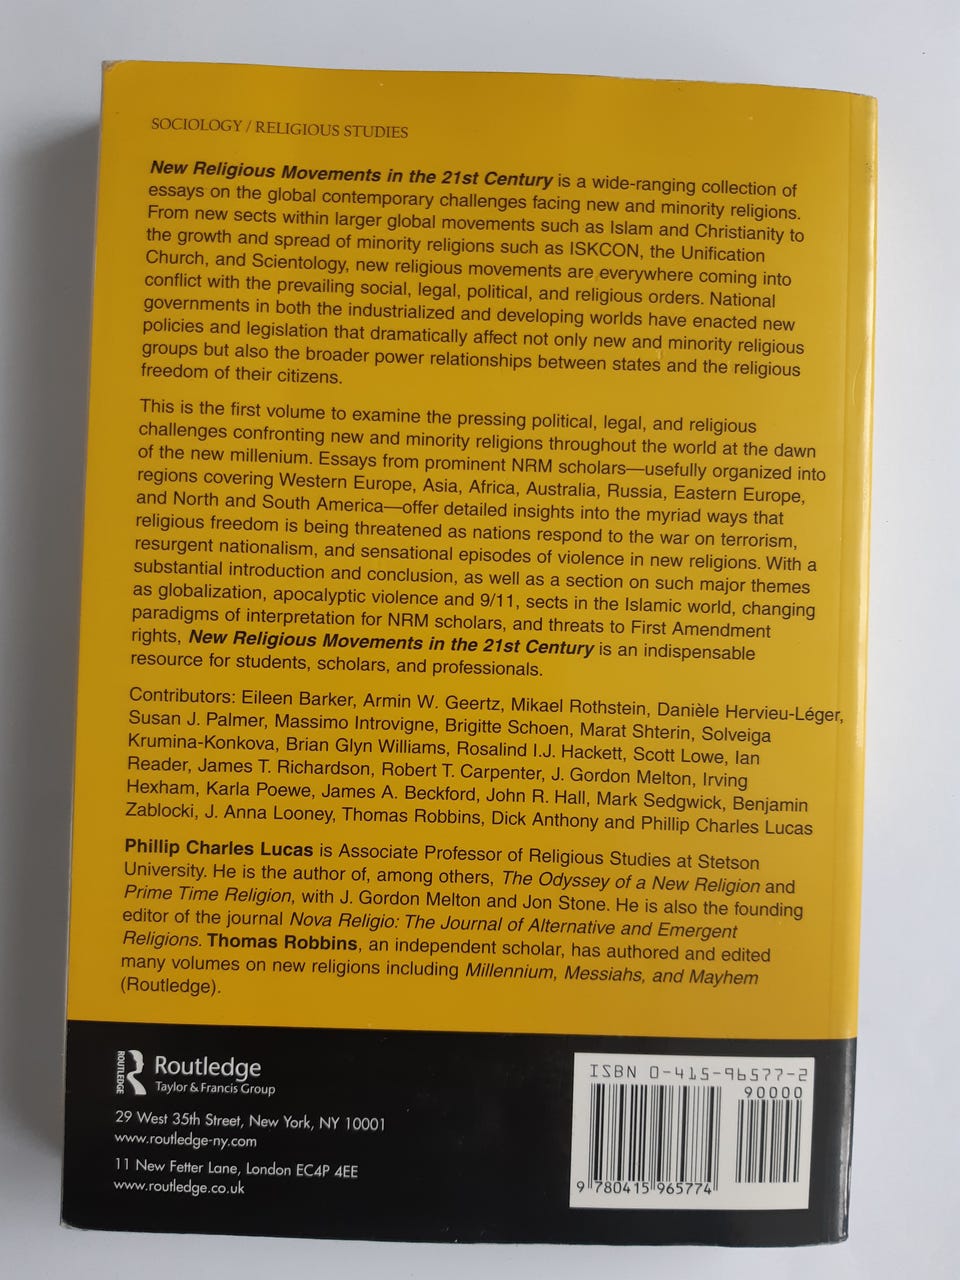 SOCIOLOGY / RELIGIOUS STUDIES
New Religious Movements in the 21st Century is a wide-ranging collection of
essays on the global contemporary challenges facing new and minority religions.
From new sects within larger global movements such as Islam and Christianity to
the growth and spread of minority religions such as ISKCON, the Unification
Church, and Scientology, new religious movements are everywhere coming into
conflict with the prevailing social, legal, political, and religious orders. National
governments in both the industrialized and developing worlds have enacted new
policies and legislation that dramatically affect not only new and minority religious
groups but also the broader power relationships between states and the religious
freedom of their citizens.
This is the first volume to examine the pressing political, legal, and religious
challenges confronting new and minority religions throughout the world at the dawn
of the new millenium. Essays from prominent NRM scholars—usefully organized into
regions covering Western Europe, Asia, Africa, Australia, Russia, Eastern Europe,
and North and South America—offer detailed insights into the myriad ways that
religious freedom is being threatened as nations respond to the war on terrorism,
resurgent nationalism, and sensational episodes of violence in new religions. With a
substantial introduction and conclusion, as well as a section on such major themes
as globalization, apocalyptic violence and 9/11, sects in the Islamic world, changing
paradigms of interpretation for NRM scholars, and threats to First Amendment
rights, New Religious Movements in the 21st Century is an indispensable
resource for students, scholars, and professionals.
Contributors: Eileen Barker, Armin W. Geertz, Mikael Rothstein, Danièle Hervieu-Léger,
Susan J. Palmer, Massimo Introvigne, Brigitte Schoen, Marat Shterin, Solveiga
Krumina-Konkova, Brian Glyn Williams, Rosalind I.J. Hackett, Scott Lowe, Ian
Reader, James T. Richardson, Robert T. Carpenter, J. Gordon Melton, Irving
Hexham, Karla Poewe, James A. Beckford, John R. Hall, Mark Sedgwick, Benjamin
Zablocki, J. Anna Looney, Thomas Robbins, Dick Anthony and Phillip Charles Lucas
Phillip Charles Lucas is Associate Professor of Religious Studies at Stetson
University. He is the author of, among others, The Odyssey of a New Religion and
Prime Time Religion, with J. Gordon Melton and Jon Stone. He is also the founding
editor of the journal Nova Religio: The Journal of Alternative and Emergent
Religions. Thomas Robbins, an independent scholar, has authored and edited
many volumes on new religions including Millennium, Messiahs, and Mayhem
(Routledge).
ROUTLEDGE
Routledge
Taylor & Francis Group
29 West 35th Street, New York, NY 10001
www.routledge-ny.com
11 New Fetter Lane, London EC4P 4EE
www.routledge.co.uk
ISBN 0-415-96577-2
90000
9 780415 965774